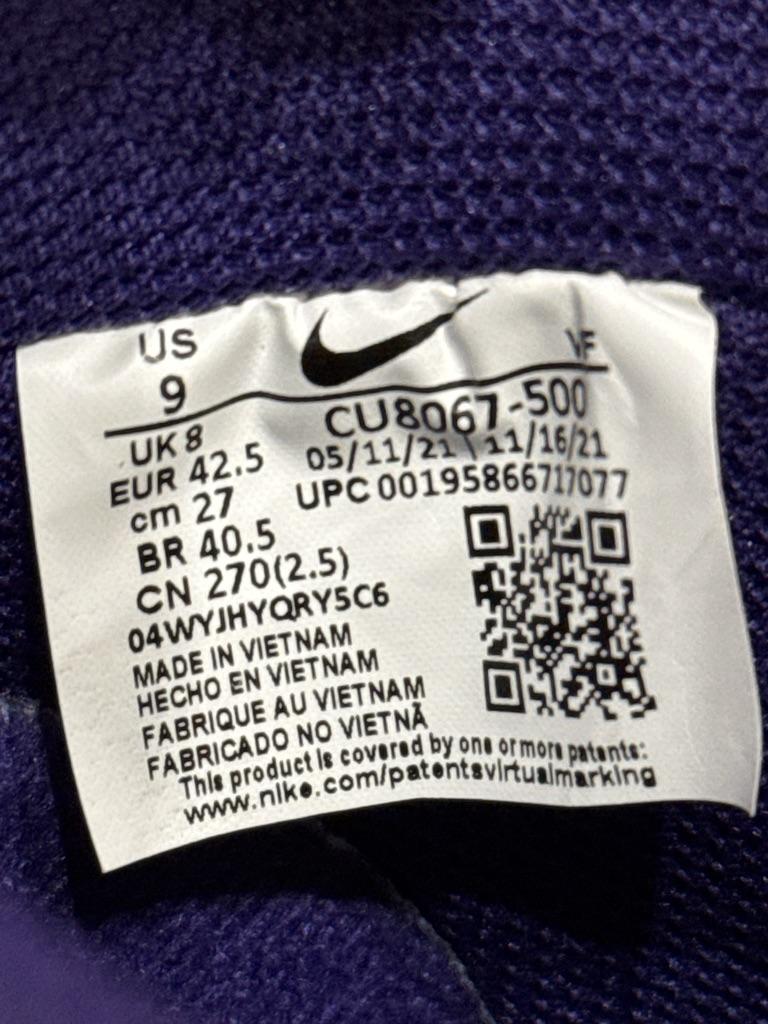 US
9
VF
CU8067-500
05/11/21 \ 11/16/21
UPC 00195866717077
UK 8
EUR 42.5
cm 27
BR 40.5
CN 270(2.5)
04WYJHYQRY5C6
MADE IN VIETNAM
HECHO EN VIETNAM
FABRIQUE AU VIETNAM
FABRICADO NO VIETNÃ
This product is covered by one or more patents:
www.nike.com/patentsvirtualmarking